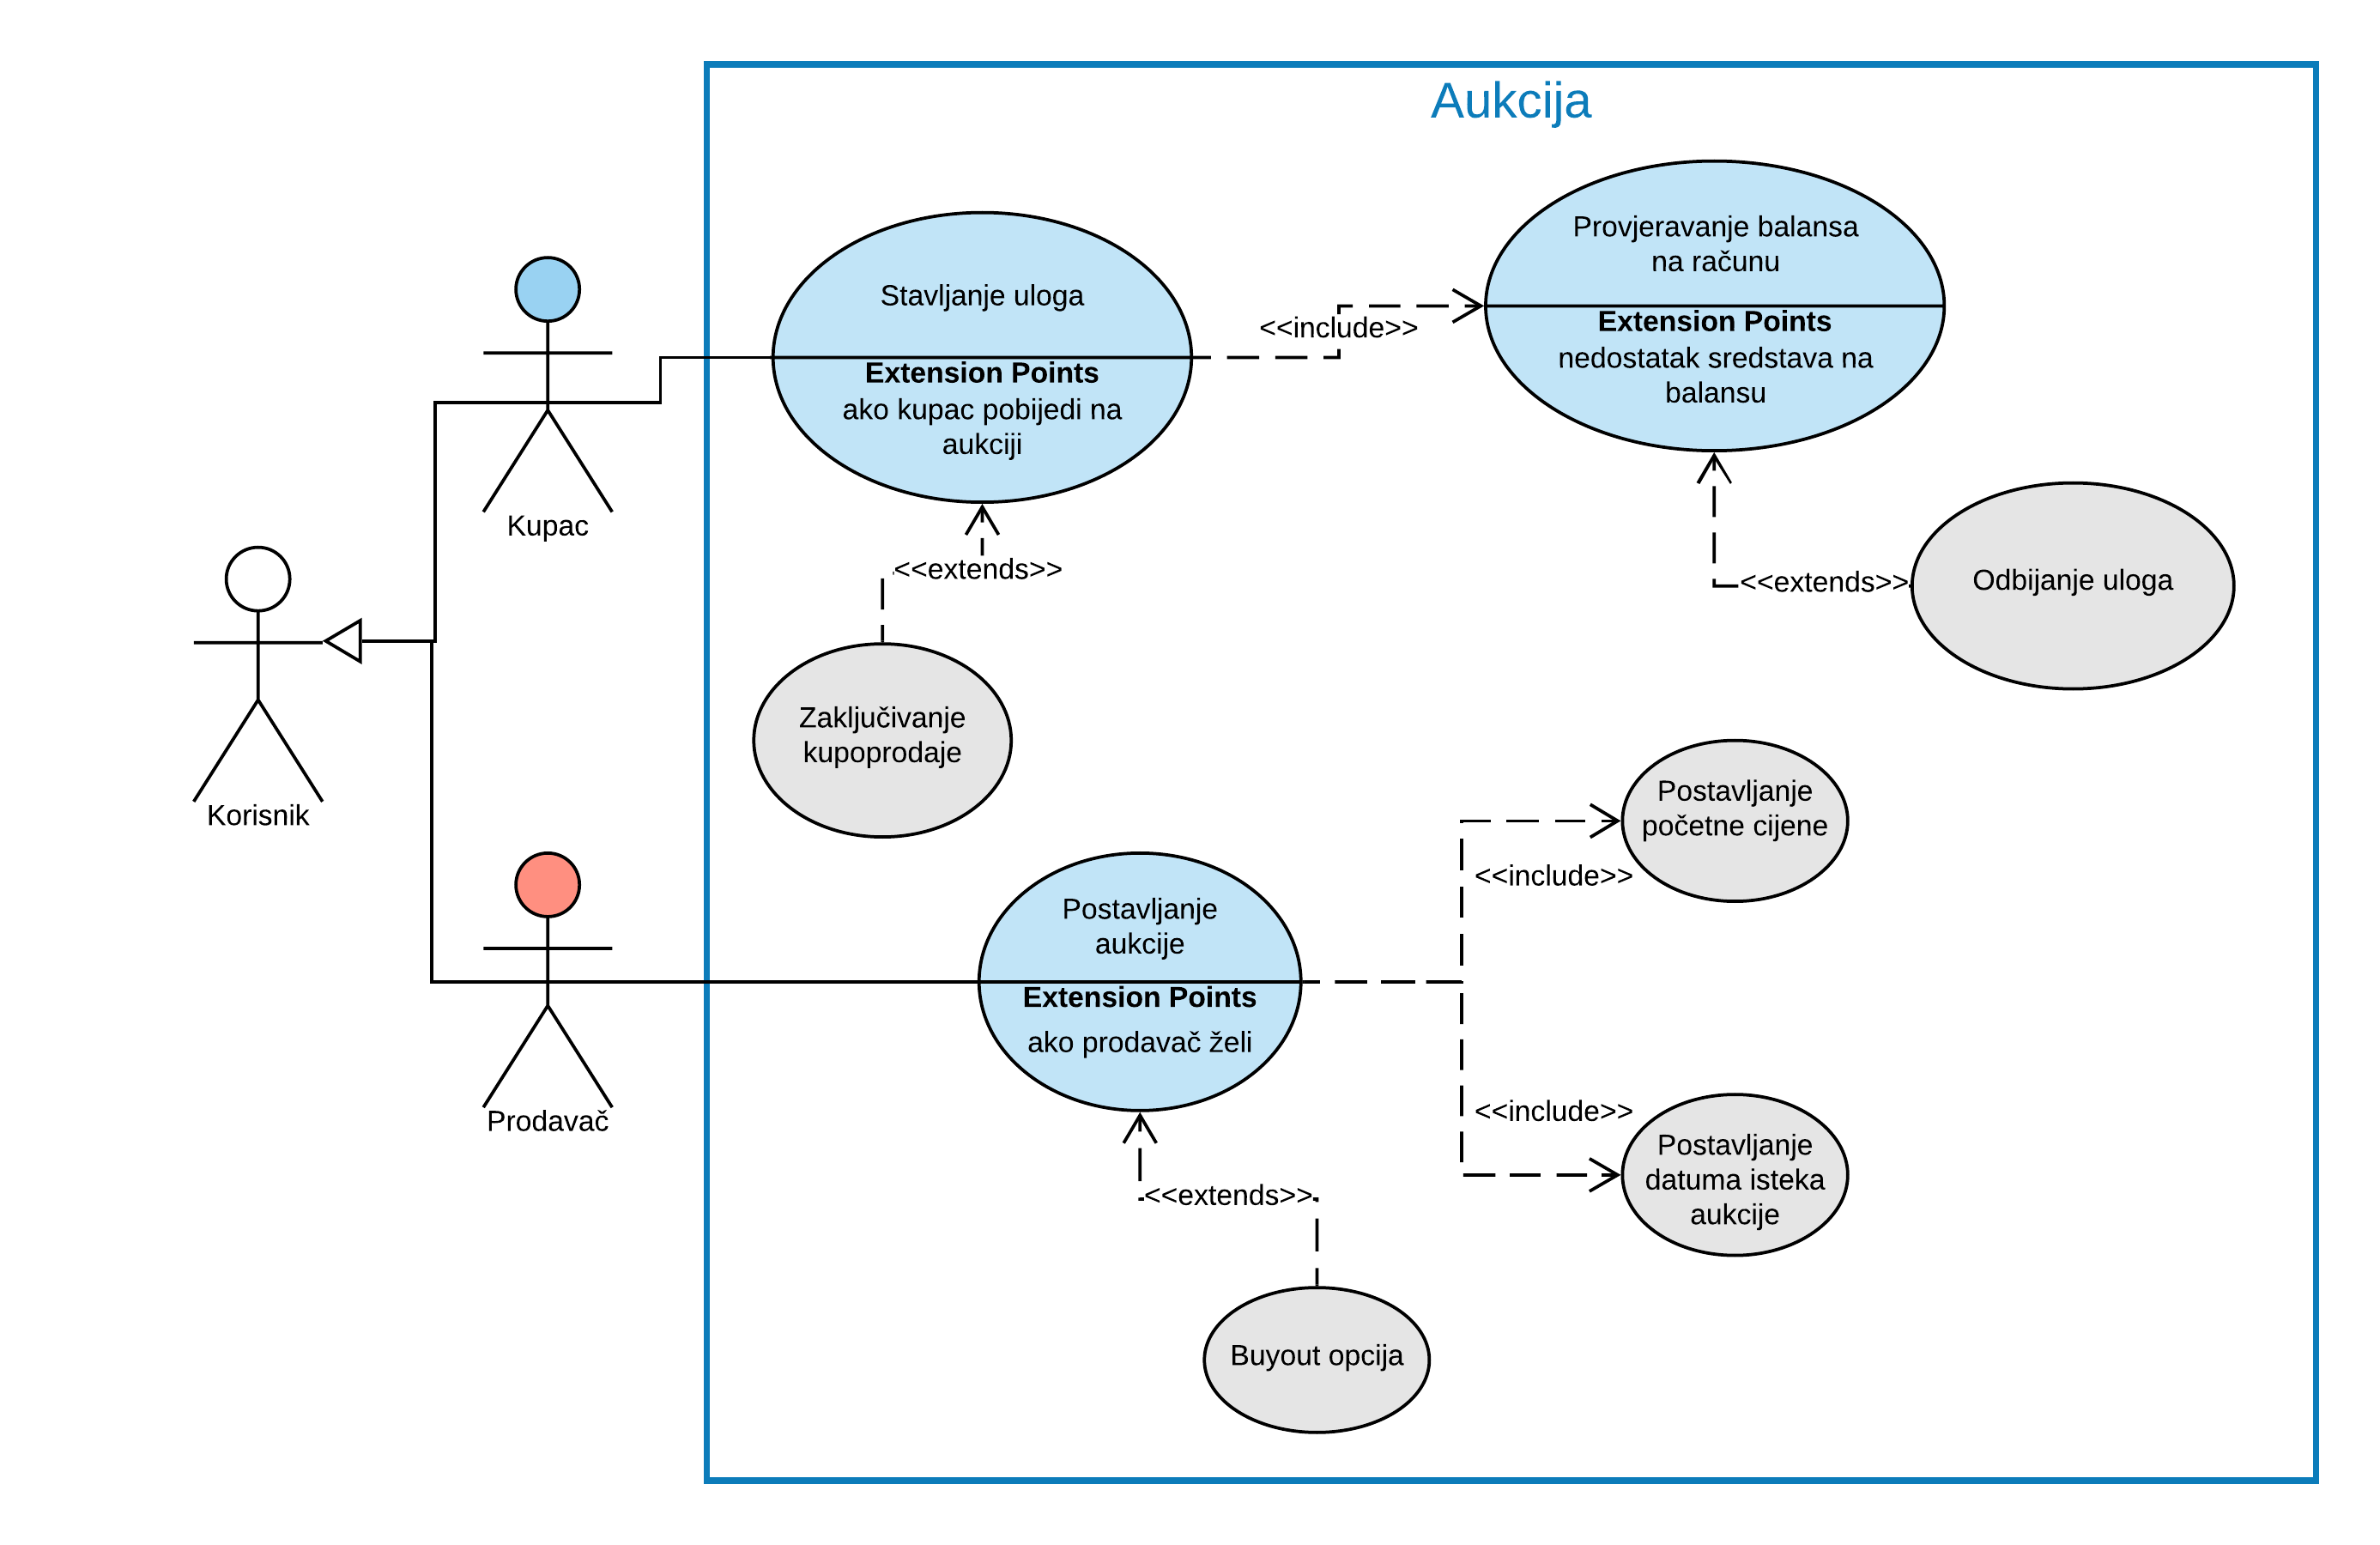 Aukcija
Provjeravanje balansa
na računu
Extension Points
nedostatak sredstava na
balansu
Stavljanje uloga
Extension Points
ako kupac pobijedi na
aukciji
<<include>>
Kupac
<<extends>>
<<extends>>
Odbijanje uloga
Korisnik
Zaključivanje
kupoprodaje
Postavljanje
početne cijene
<<include>>
Postavljanje
aukcije
Extension Points
ako prodavač želi
Prodavač
<<include>>
Postavljanje
datuma isteka
aukcije
<<extends>>
Buyout opcija